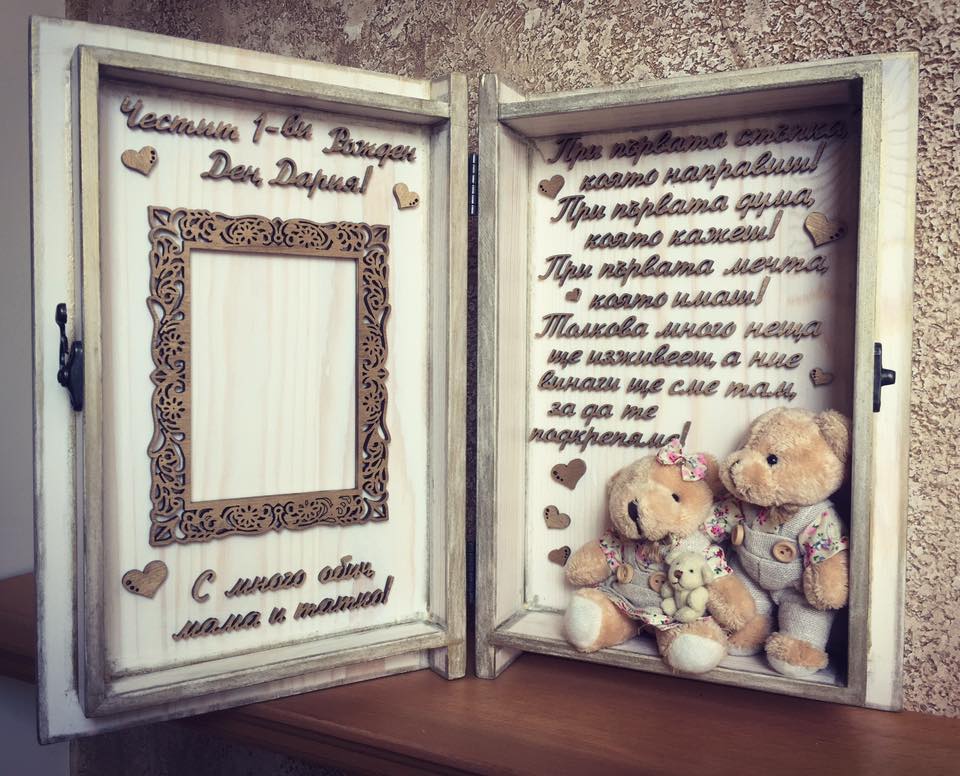 Честит 1-ви Рожден
Ден, Дария!
С много обич,
мама и татко!
При първата стъпка,
която направиш!
При първата дума,
която кажеш!
При първата мечта,
която имаш!
Толкова много неща
ще изживееш, а ние
винаги ще сме там,
за да те
подкрепяме!